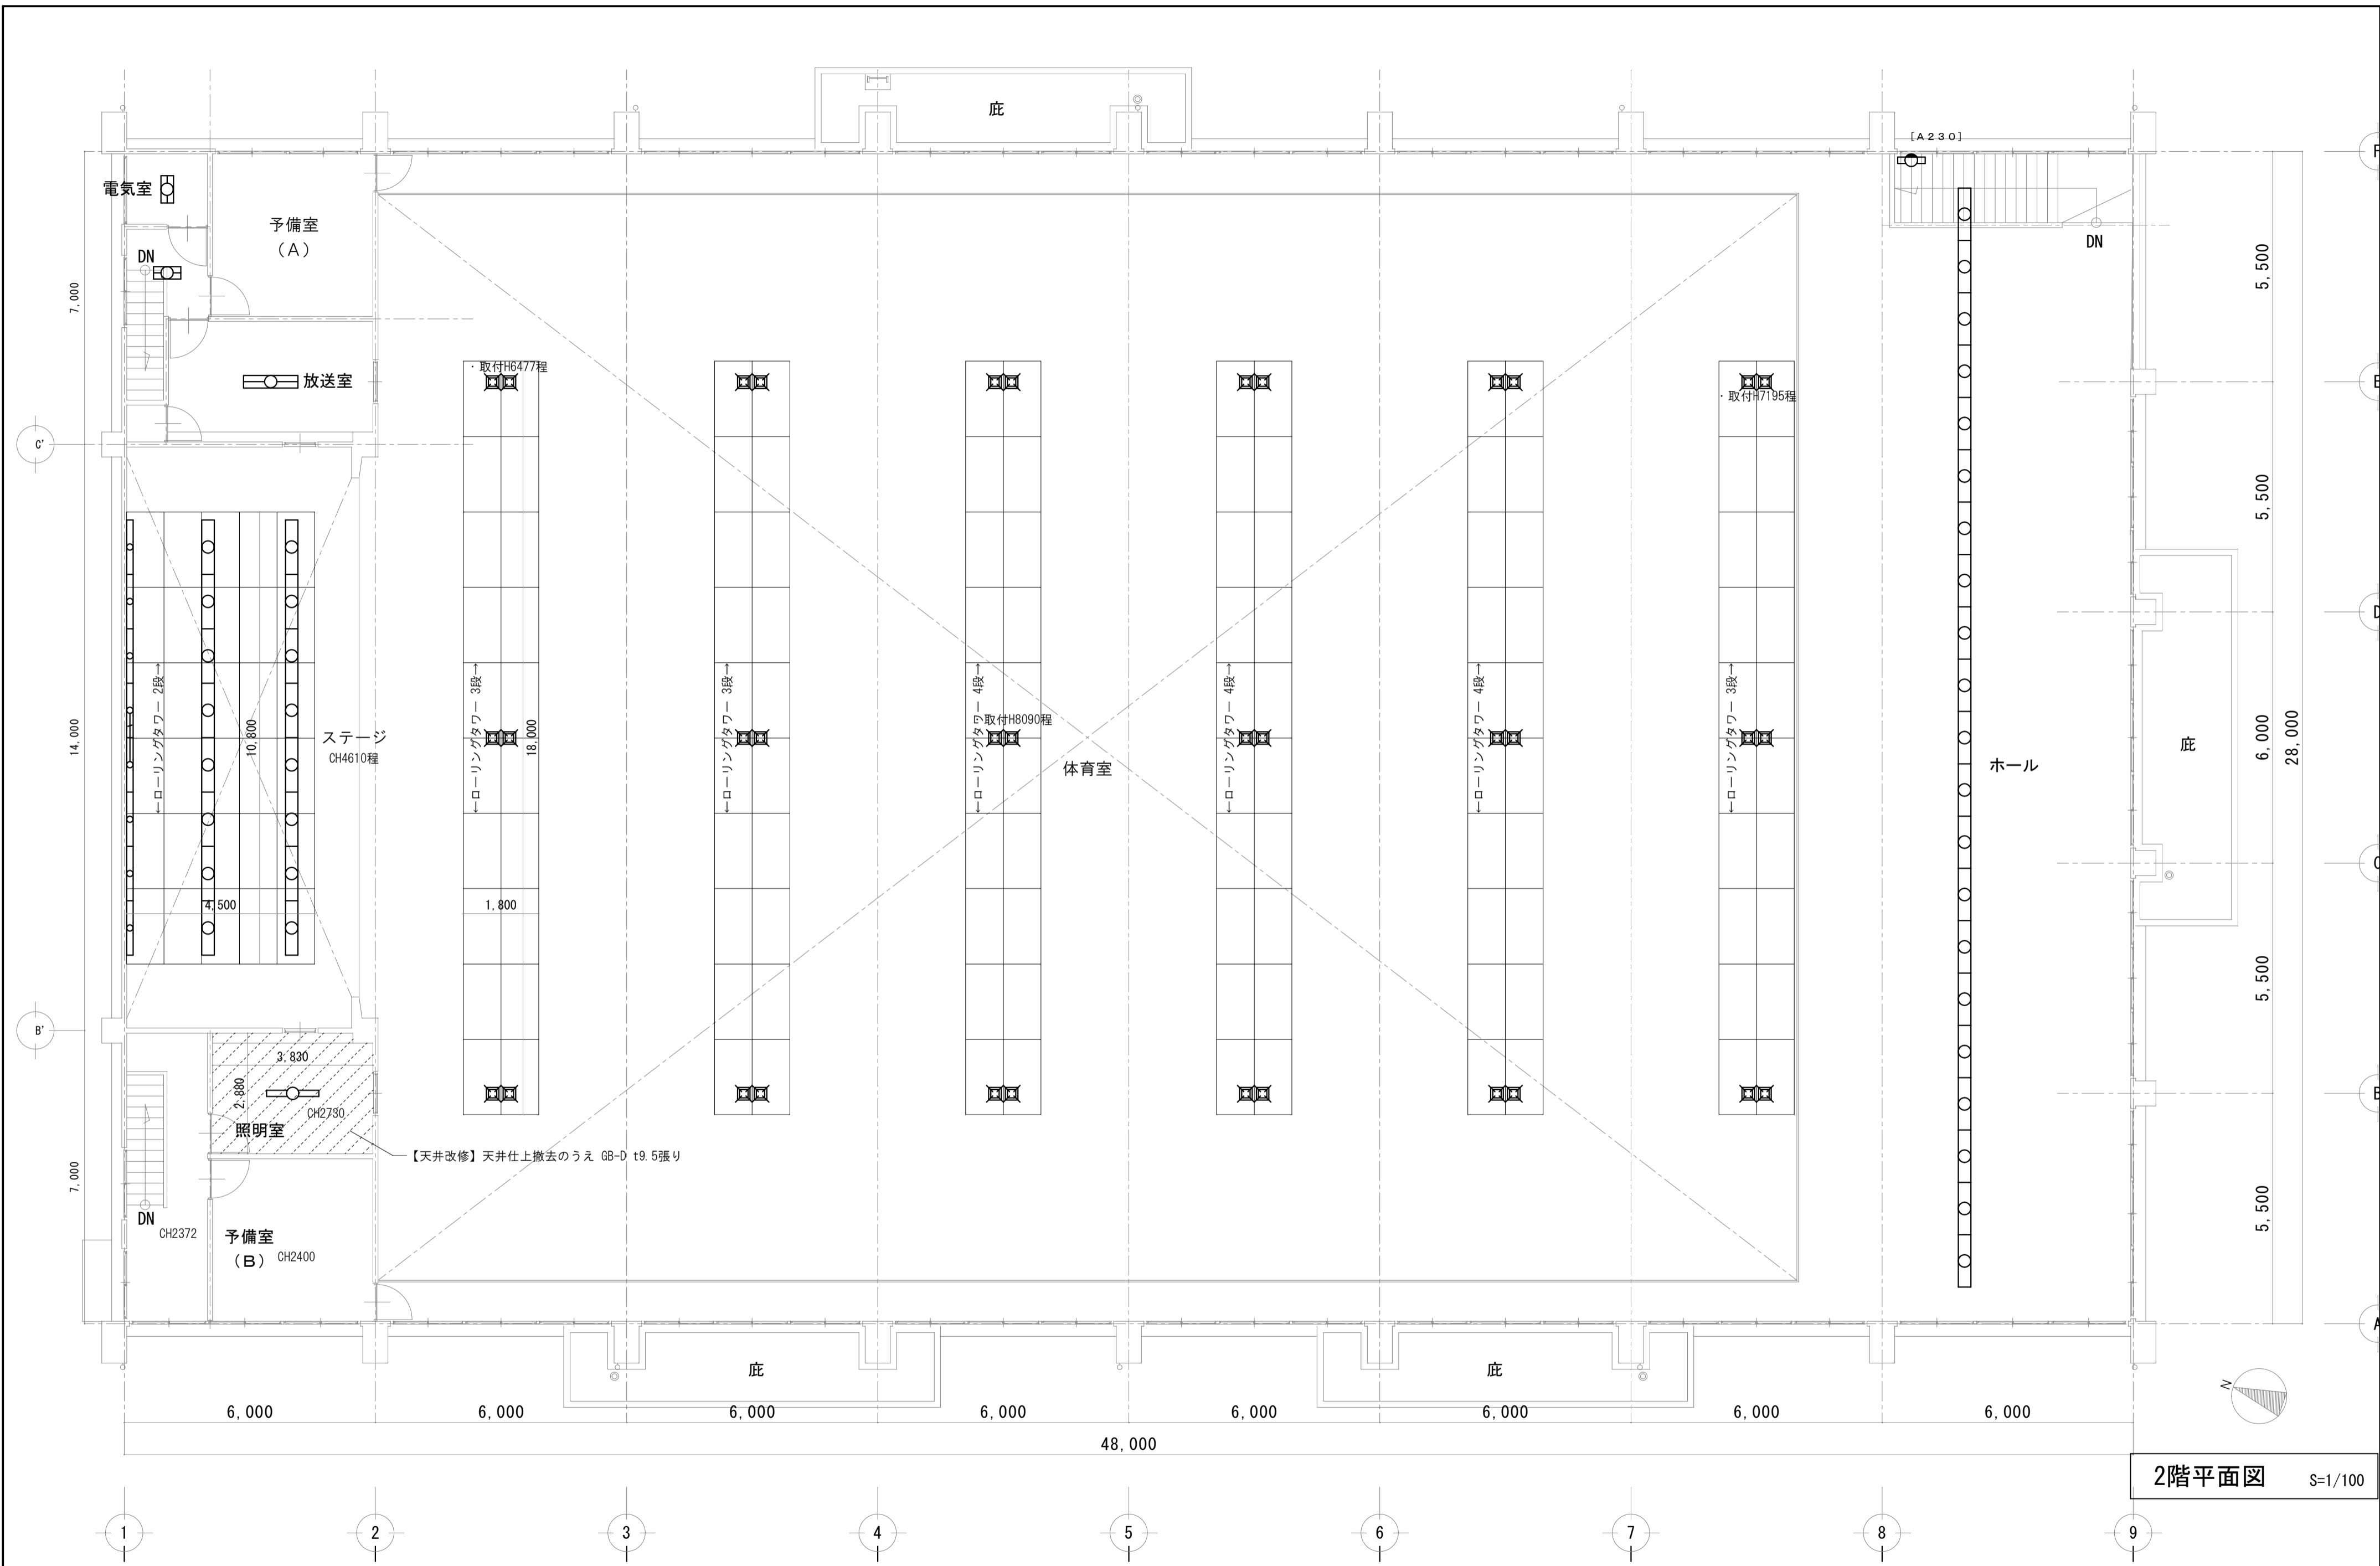 庇
[A230]
F
電気室
予備室
(A)
DN
DN
5,500
7,000
放送室
・取付H6477程
・取付H7195程
E
C'
5,500
D
←ローリングタワー 2段→
10,800
ステージ
CH4610程
←ローリングタワー 3段→
18,000
←ローリングタワー 3段→
←ローリングタワー 4段→
・取付H8090程
体育室
←ローリングタワー 4段→
←ローリングタワー 4段→
←ローリングタワー 3段→
ホール
庇
14,000
6,000
28,000
C
4,500
1,800
5,500
B'
3,830
2,880
CH2730
照明室
【天井改修】天井仕上撤去のうえ GB-D t9.5張り
B
7,000
DN
CH2372
予備室
(B)
CH2400
5,500
A
庇
庇
N
6,000
6,000
6,000
6,000
6,000
6,000
6,000
6,000
48,000
2階平面図
S=1/100
1
2
3
4
5
6
7
8
9